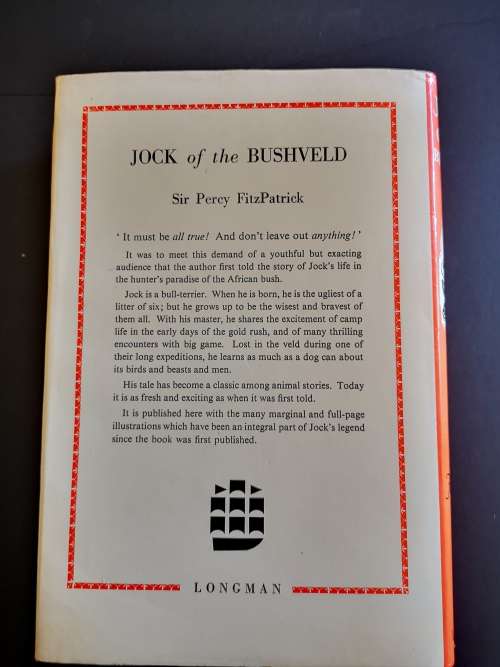 JOCK of the BUSHVELD
Sir Percy FitzPatrick
‘ It must be all true! And don’t leave out anything! ’
It was to meet this demand of a youthful but exacting
audience that the author first told the story of Jock’s life in
the hunter’s paradise of the African bush.
Jock is a bull-terrier. When he is born, he is the ugliest of a
litter of six; but he grows up to be the wisest and bravest of
them all. With his master, he shares the excitement of camp
life in the early days of the gold rush, and of many thrilling
encounters with big game. Lost in the veld during one of
their long expeditions, he learns as much as a dog can about
its birds and beasts and men.
His tale has become a classic among animal stories. Today
it is as fresh and exciting as when it was first told.
It is published here with the many marginal and full-page
illustrations which have been an integral part of Jock’s legend
since the book was first published.
LONGMAN